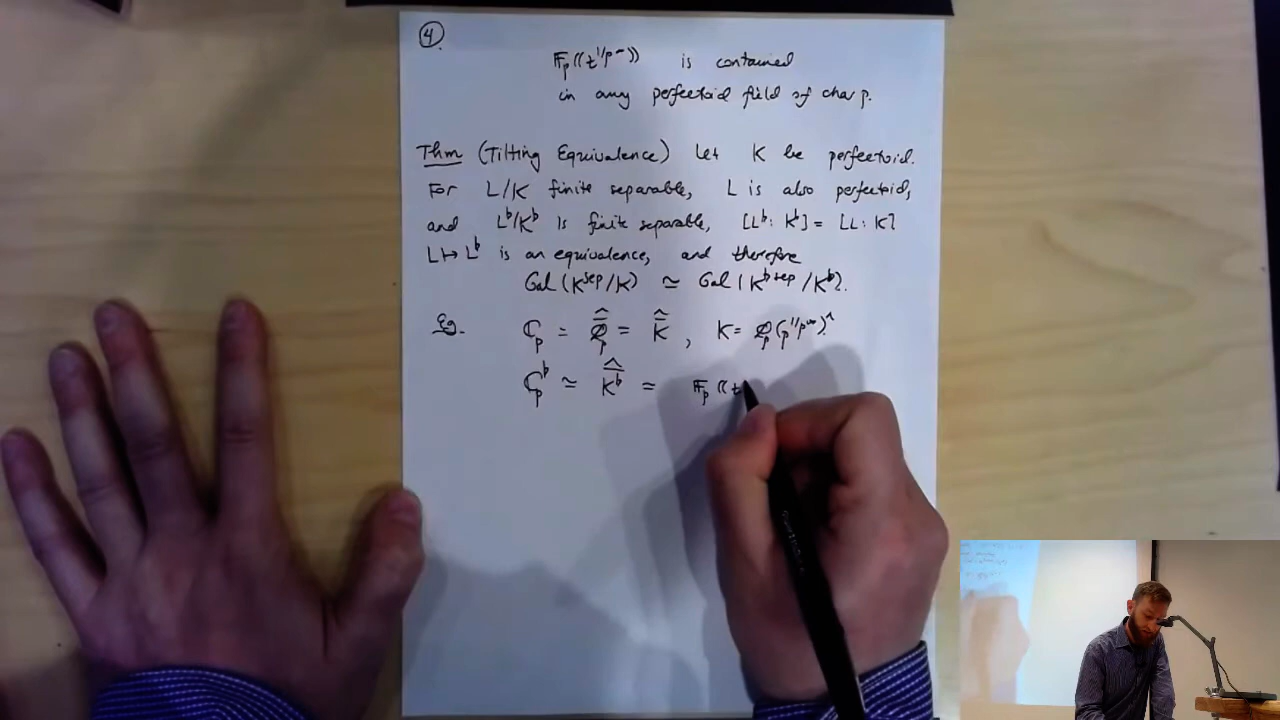 ④
𝔽_p((t^{1/p^∞})) is contained
in any perfectoid field of char p.
Thm (Tilting Equivalence) Let K be perfectoid.
For L/K finite separable, L is also perfectoid,
and L^♭/K^♭ is finite separable, [L^♭ : K^♭] = [L : K]
L ↦ L^♭ is an equivalence, and therefore
Gal(K^sep/K) ≃ Gal(K^{♭sep}/K^♭).
Eg. ℂ_p = \hat{\bar{ℚ}}_p = \hat{\bar{K}}, K = ℚ_p(p^{1/p^∞})^∧.
ℂ_p^♭ ≃ \hat{\bar{K^♭}} = 𝔽_p((t